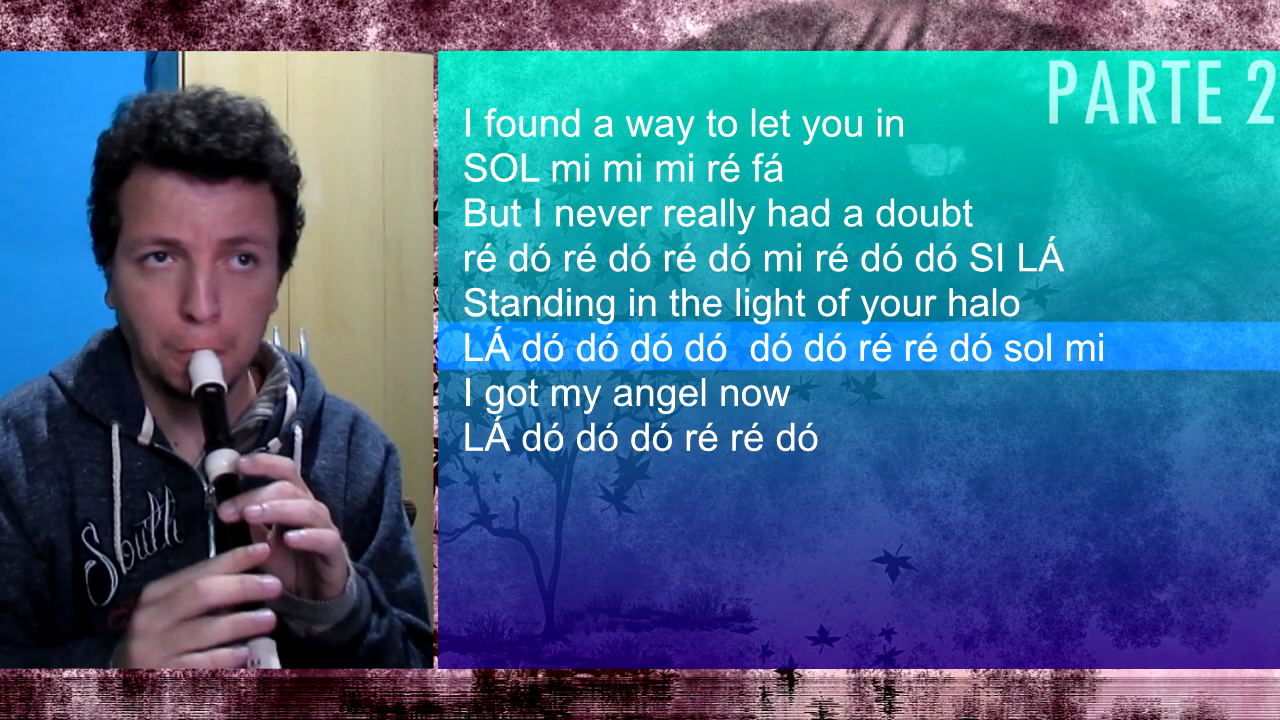 PARTE 2
I found a way to let you in
SOL mi mi mi ré fá
But I never really had a doubt
ré dó ré dó ré dó mi ré dó dó SI LÁ
Standing in the light of your halo
LÁ dó dó dó dó dó dó ré ré dó sol mi
I got my angel now
LÁ dó dó dó ré ré dó
South